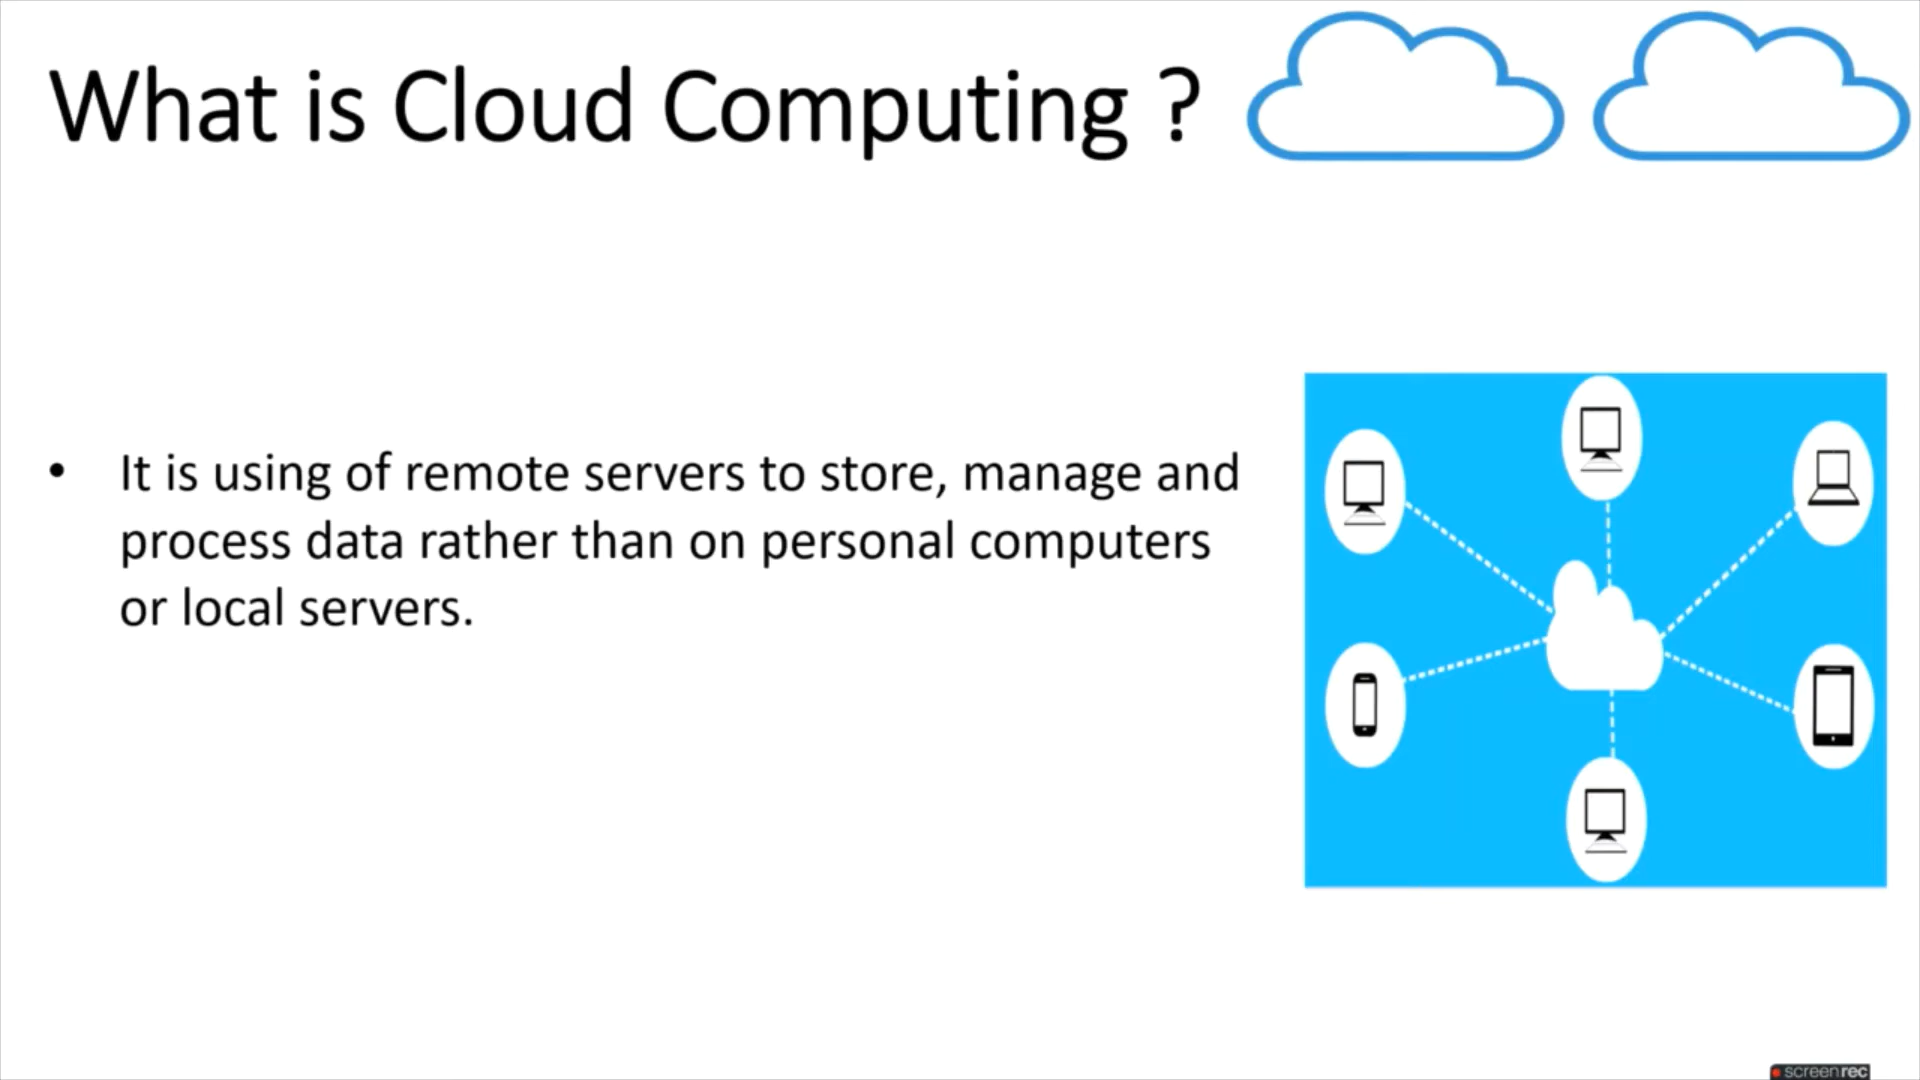 What is Cloud Computing ?
• It is using of remote servers to store, manage and
process data rather than on personal computers
or local servers.
screenrec